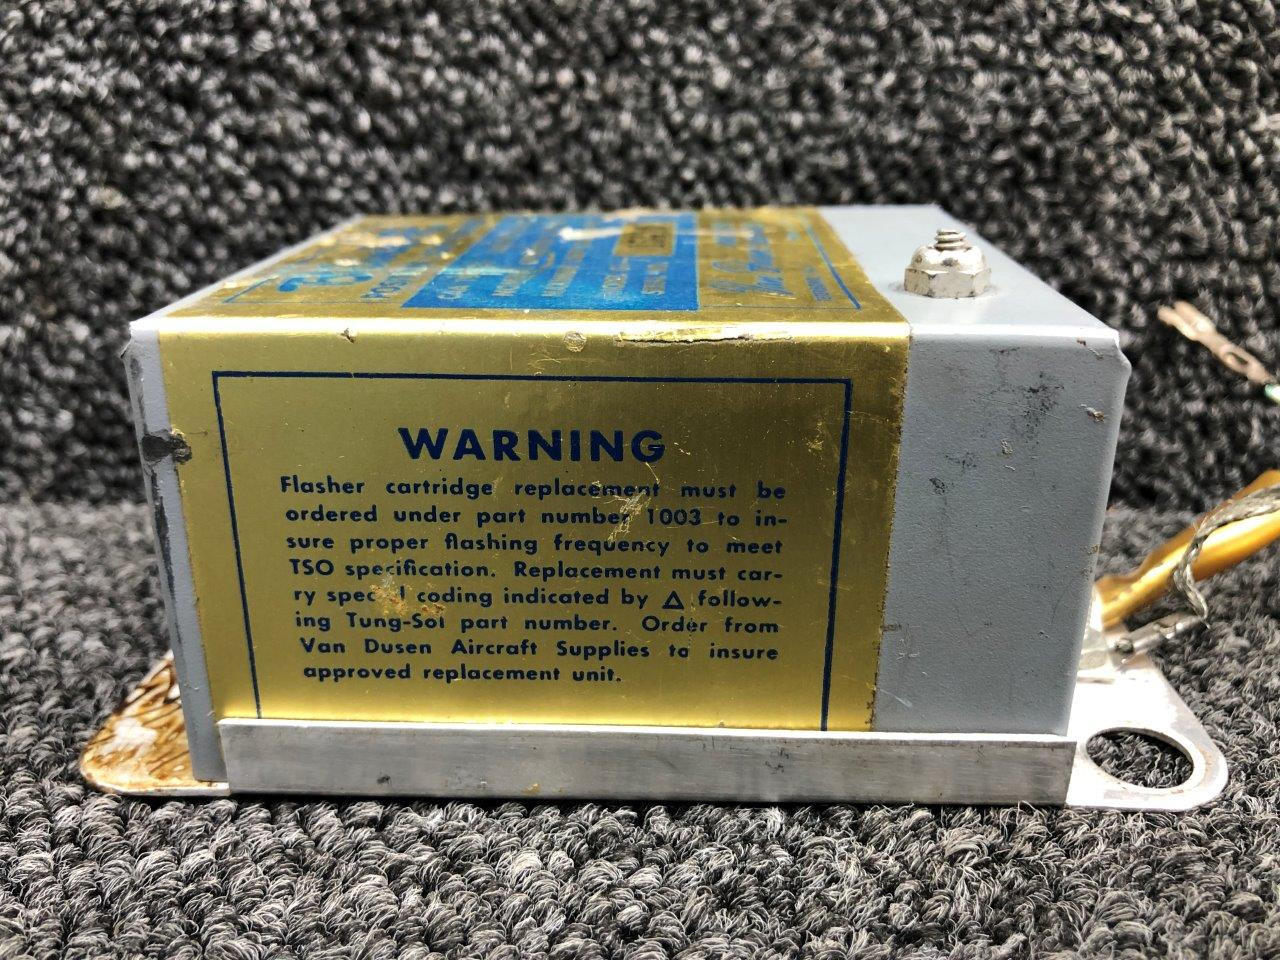 WARNING
Flasher cartridge replacement must be
ordered under part number 1003 to in-
sure proper flashing frequency to meet
TSO specification. Replacement must car-
ry special coding indicated by Δ follow-
ing Tung-Sol part number. Order from
Van Dusen Aircraft Supplies to insure
approved replacement unit.